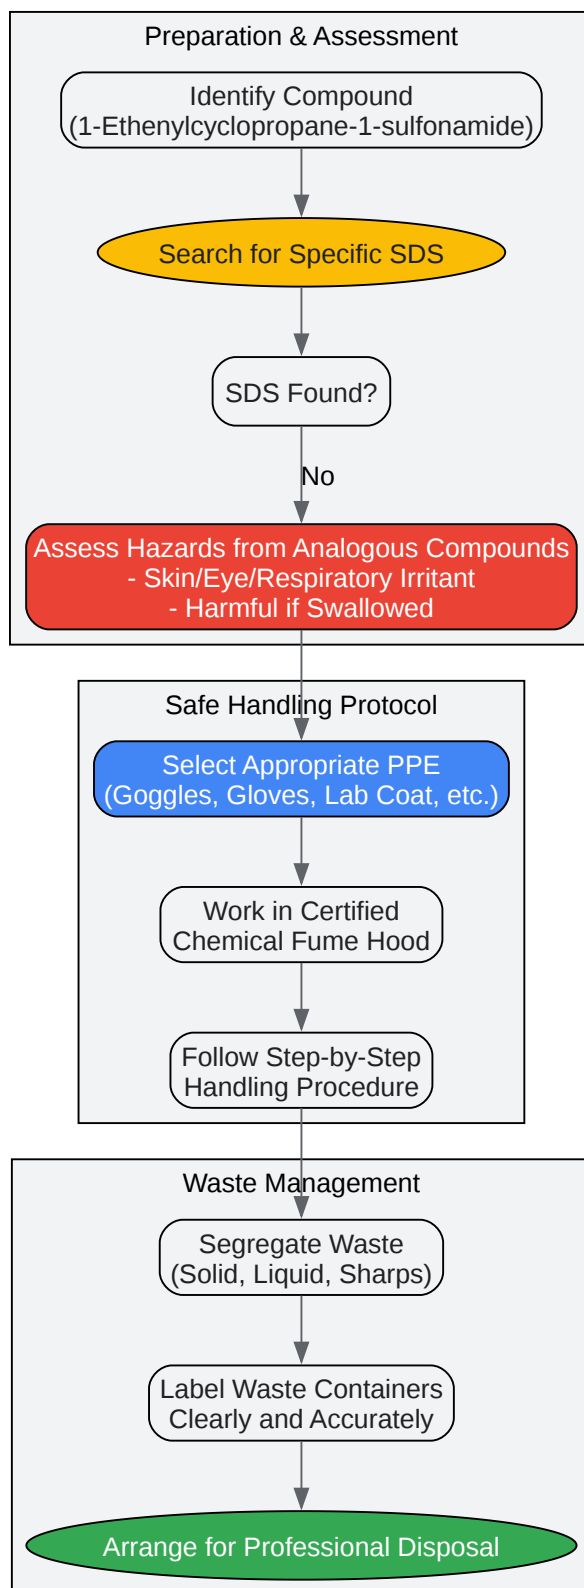 Preparation & Assessment
Identify Compound
(1-Ethenylcyclopropane-1-sulfonamide)
Search for Specific SDS
SDS Found?
No
Assess Hazards from Analogous Compounds
- Skin/Eye/Respiratory Irritant
- Harmful if Swallowed
Safe Handling Protocol
Select Appropriate PPE
(Goggles, Gloves, Lab Coat, etc.)
Work in Certified
Chemical Fume Hood
Follow Step-by-Step
Handling Procedure
Waste Management
Segregate Waste
(Solid, Liquid, Sharps)
Label Waste Containers
Clearly and Accurately
Arrange for Professional Disposal